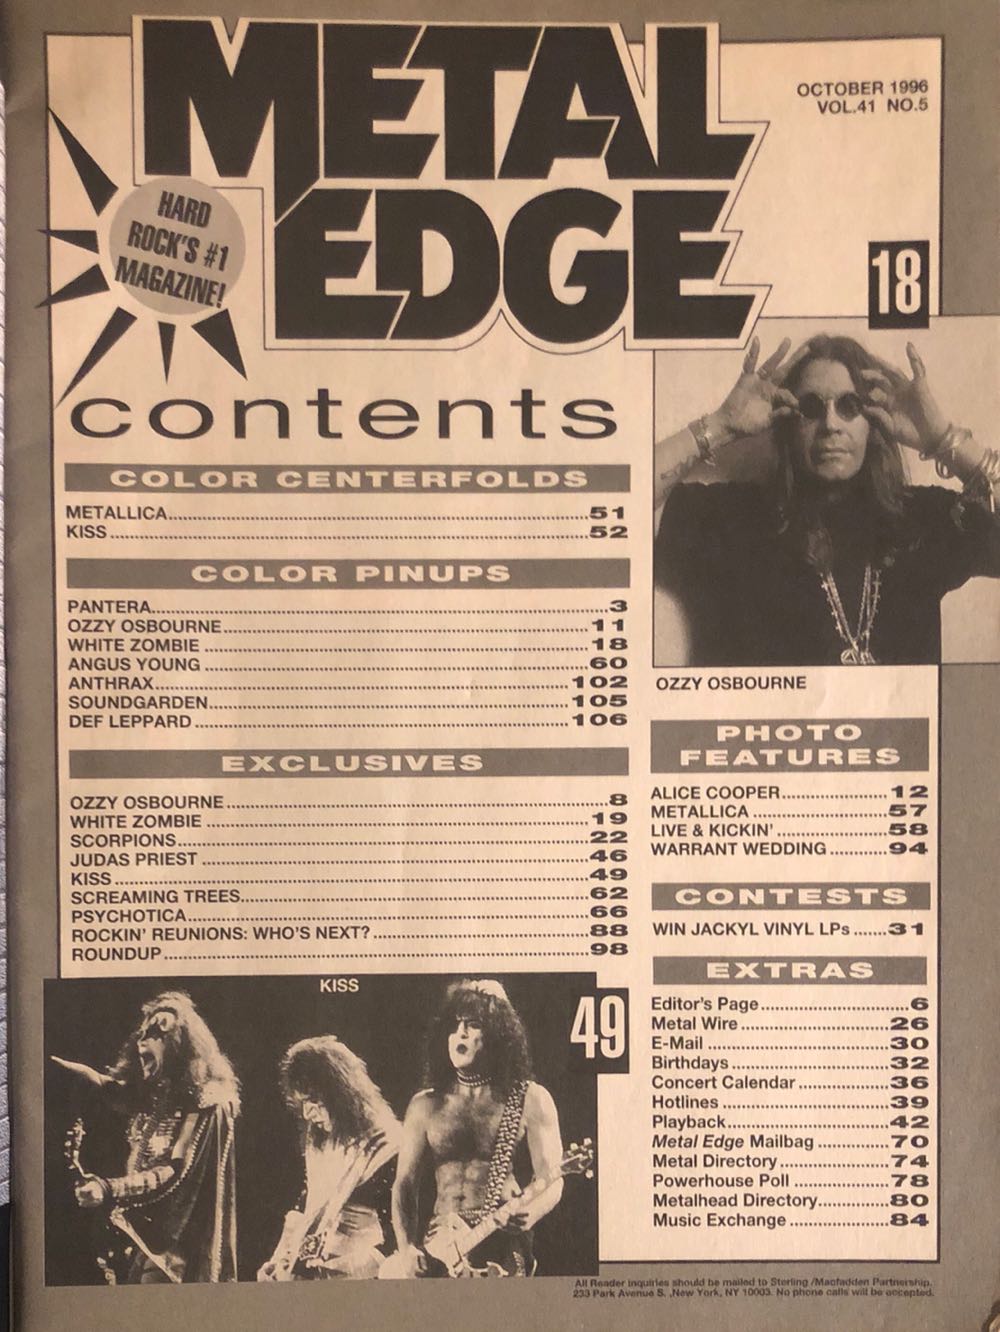 METAL
EDGE
OCTOBER 1996
VOL.41 NO.5
HARD
ROCK'S #1
MAGAZINE!
18
contents
COLOR CENTERFOLDS
METALLICA....................51
KISS....................52
COLOR PINUPS
PANTERA....................3
OZZY OSBOURNE....................11
WHITE ZOMBIE....................18
ANGUS YOUNG....................60
ANTHRAX....................102
SOUNDGARDEN....................105
DEF LEPPARD....................106
EXCLUSIVES
OZZY OSBOURNE....................8
WHITE ZOMBIE....................19
SCORPIONS....................22
JUDAS PRIEST....................46
KISS....................49
SCREAMING TREES....................62
PSYCHOTICA....................66
ROCKIN' REUNIONS: WHO'S NEXT?....................88
ROUNDUP....................98
KISS
49
OZZY OSBOURNE
PHOTO
FEATURES
ALICE COOPER....................12
METALLICA....................57
LIVE & KICKIN'....................58
WARRANT WEDDING....................94
CONTESTS
WIN JACKYL VINYL LPs.......31
EXTRAS
Editor's Page....................6
Metal Wire....................26
E-Mail....................30
Birthdays....................32
Concert Calendar....................36
Hotlines....................39
Playback....................42
Metal Edge Mailbag....................70
Metal Directory....................74
Powerhouse Poll....................78
Metalhead Directory....................80
Music Exchange....................84
All Reader inquiries should be mailed to Sterling /Macfadden Partnership.
233 Park Avenue S. ,New York, NY 10003. No phone calls will be accepted.